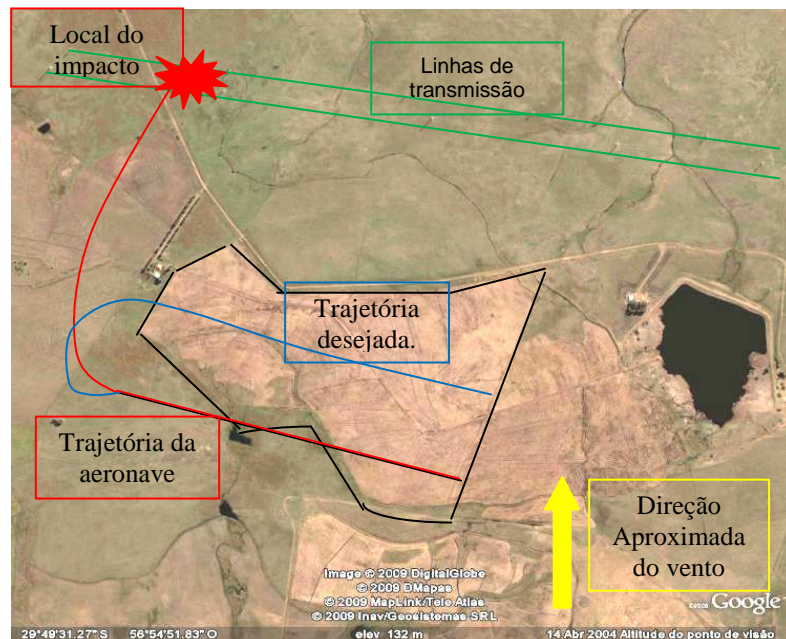 Local do
impacto
Linhas de
transmissão
Trajetória
desejada.
Trajetória da
aeronave
Direção
Aproximada
do vento
Image © 2009 DigitalGlobe
© 2009 DMapas
© 2009 MapLink/Tele Atlas
© 2009 Inav/Geosistemas SRL
Google
29°49'31.27" S 56°54'51.83" O elev 132 m 14 Abr 2004 Altitude do ponto de visão